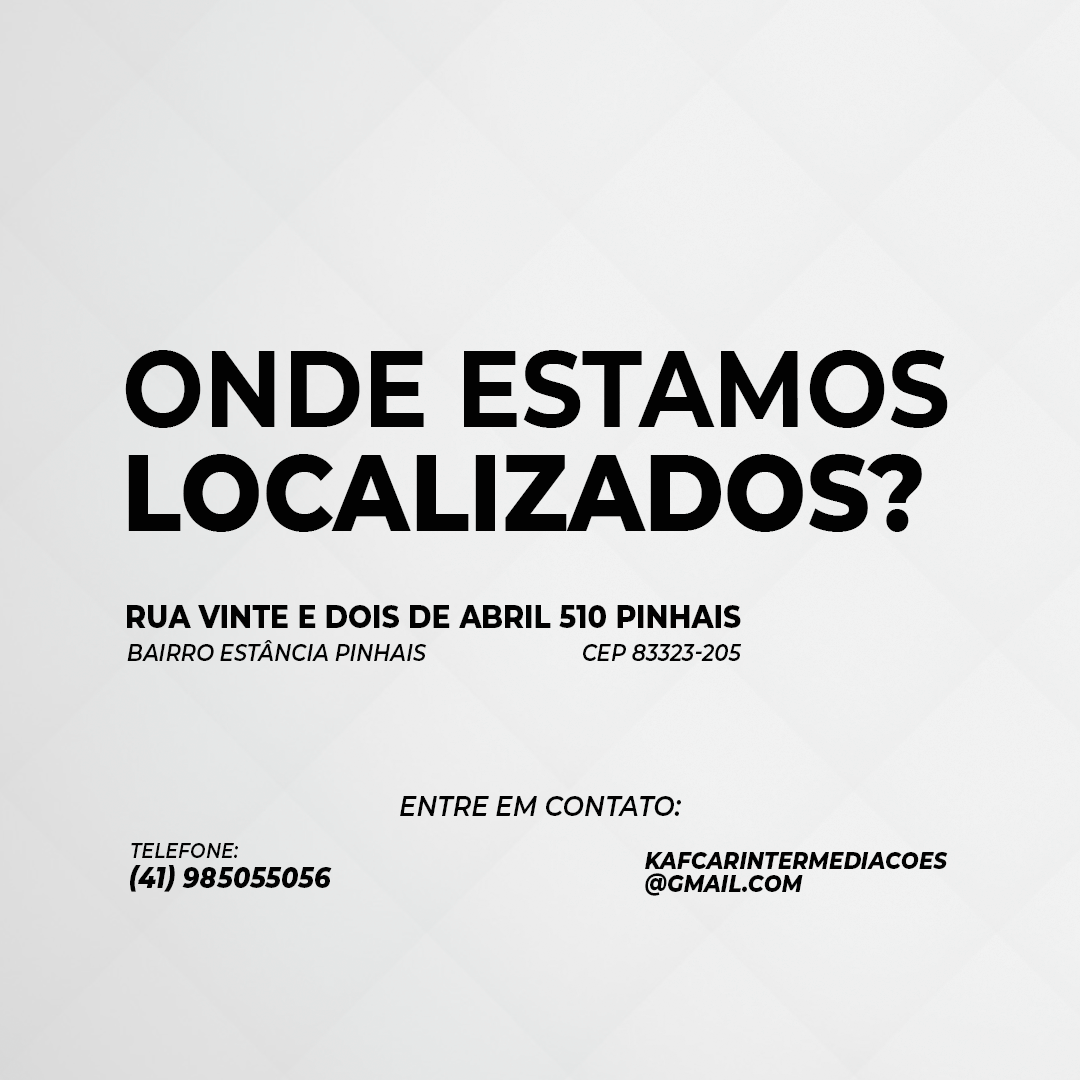 ONDE ESTAMOS
LOCALIZADOS?
RUA VINTE E DOIS DE ABRIL 510 PINHAIS
BAIRRO ESTÂNCIA PINHAIS CEP 83323-205
ENTRE EM CONTATO:
TELEFONE:
(41) 985055056
KAFCARINTERMEDIACOES
@GMAIL.COM